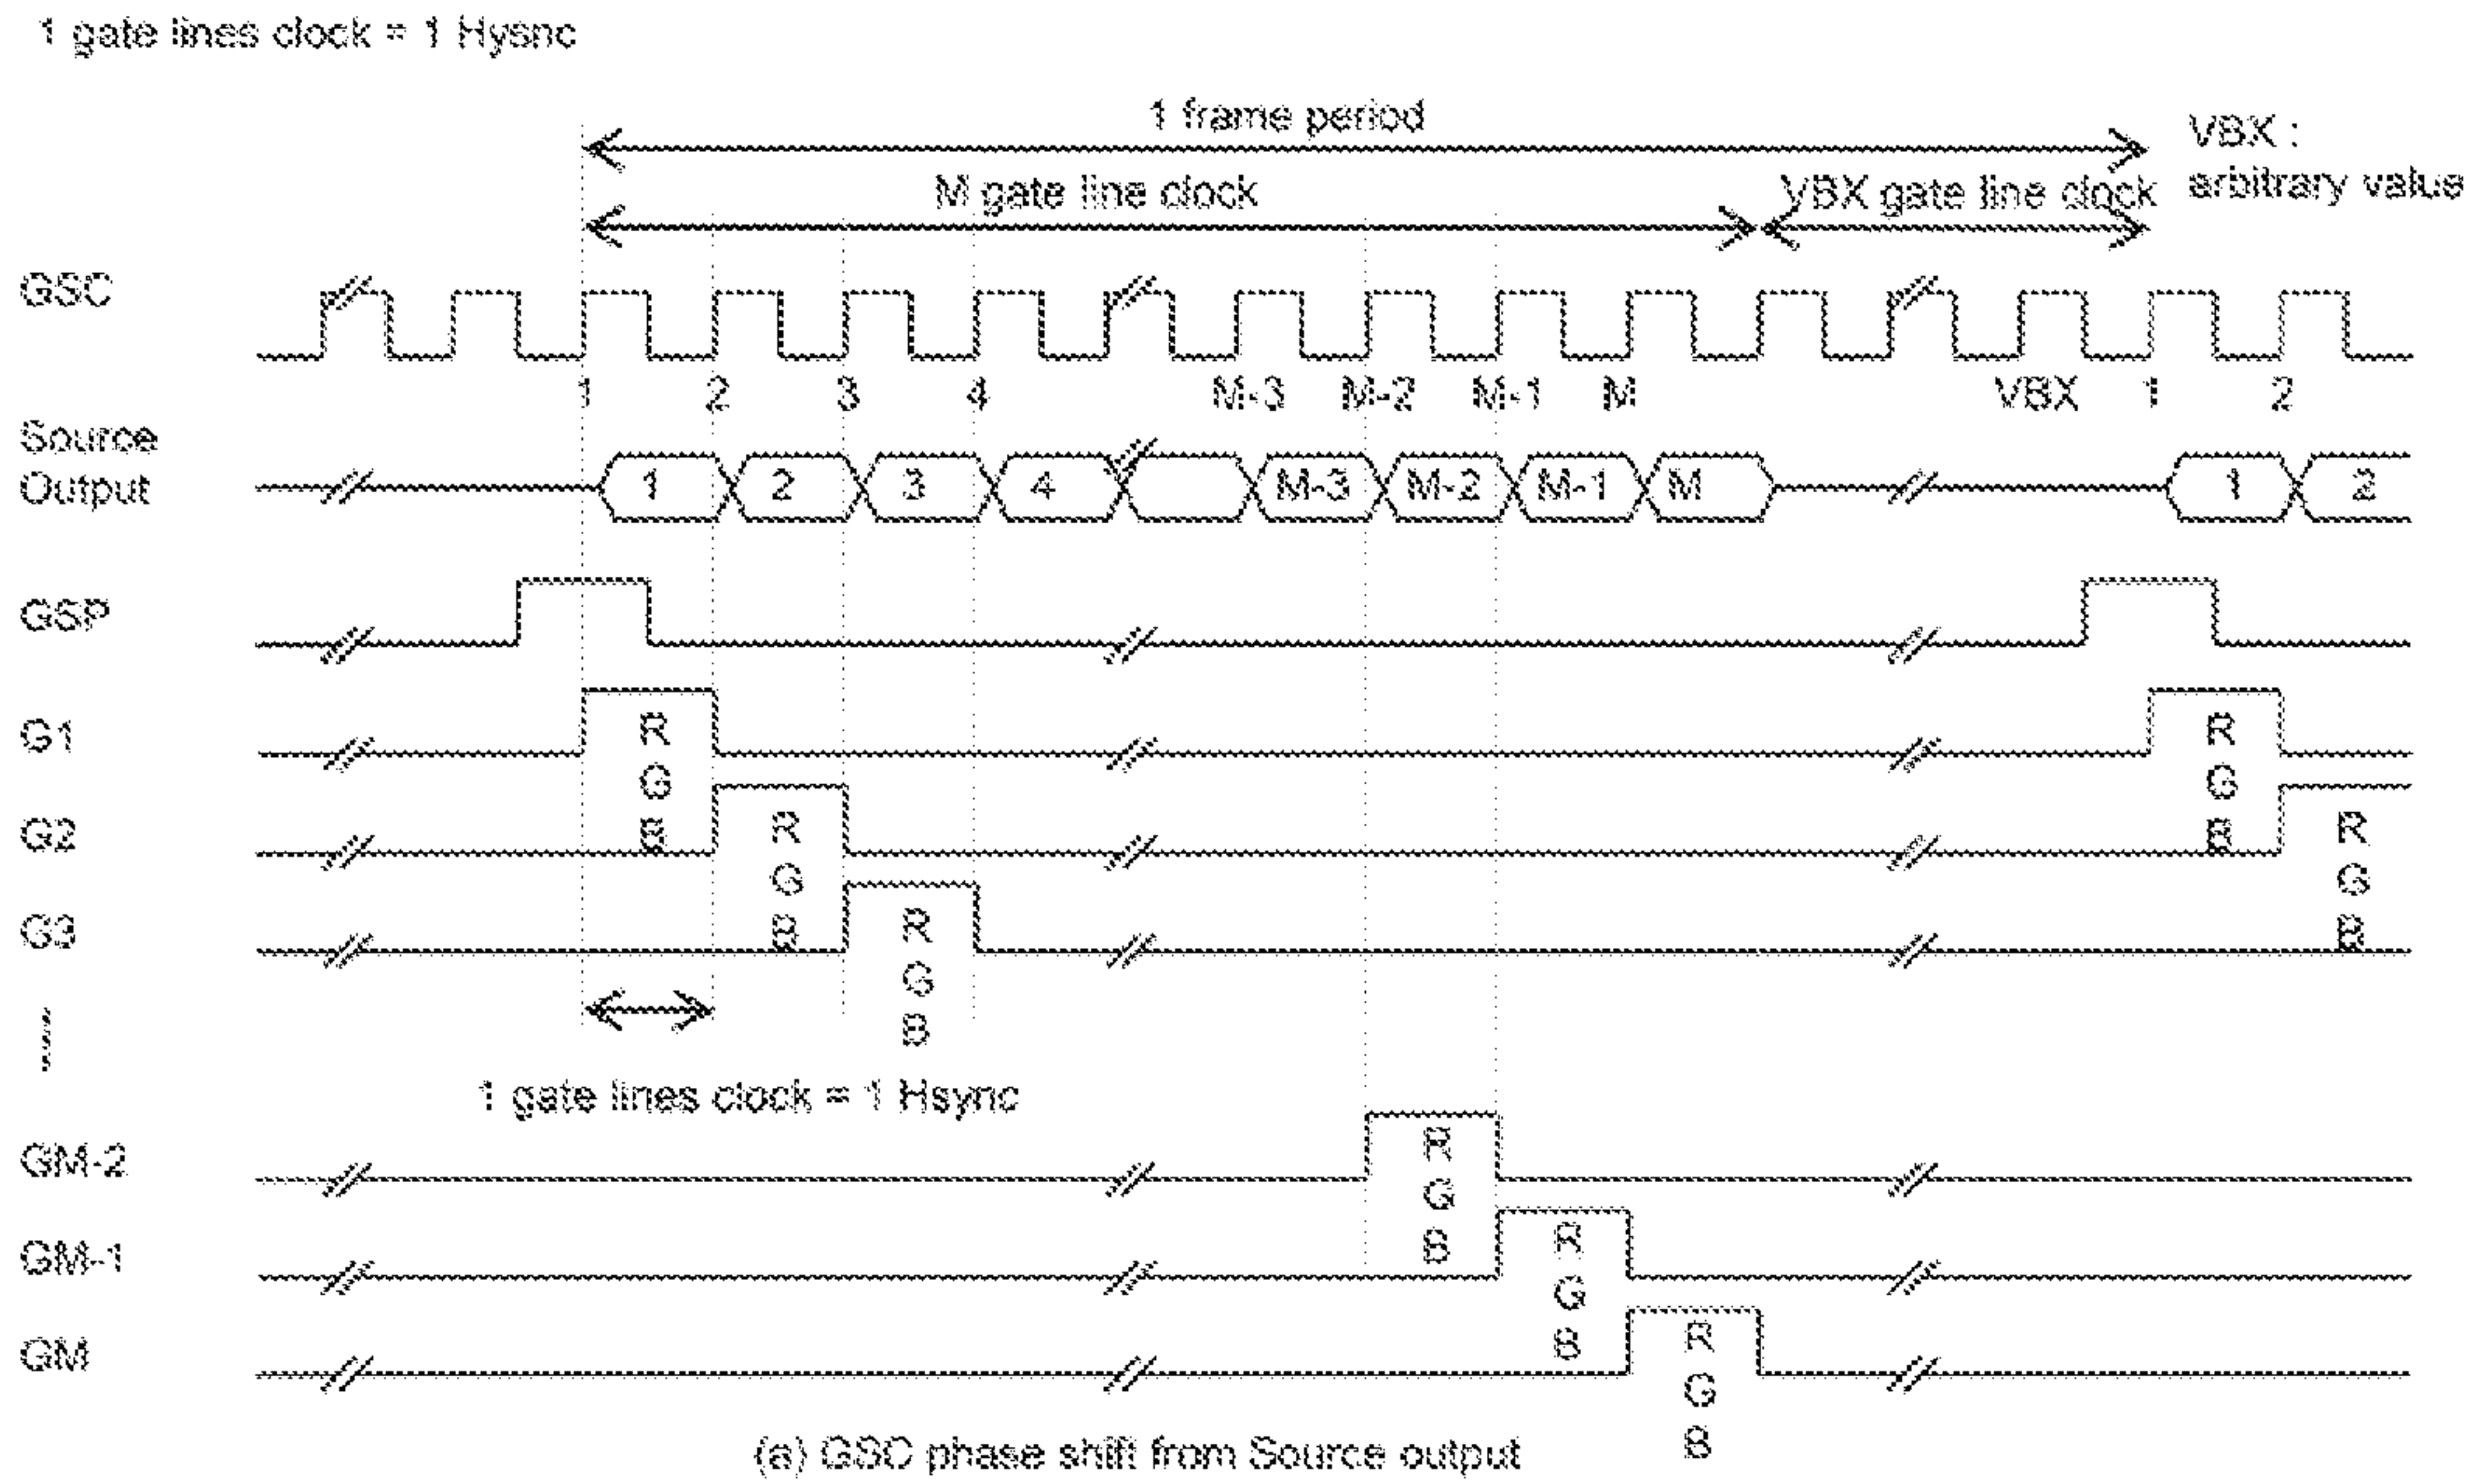 1 gate lines clock = 1 Hysnc
1 frame period
VBX :
arbitrary value
M gate line clock
VBX gate line clock
GSC
1 2 3 4 M-3 M-2 M-1 M VBX 1 2
Source
Output
1 2 3 4 M-3 M-2 M-1 M 1 2
GSP
G1
R
G
B
R
G
B
G2
R
G
B
R
G
B
G3
R
G
B
1 gate lines clock = 1 Hsync
GM-2
R
G
B
GM-1
R
G
B
GM
R
G
B
(a) GSC phase shift from Source output